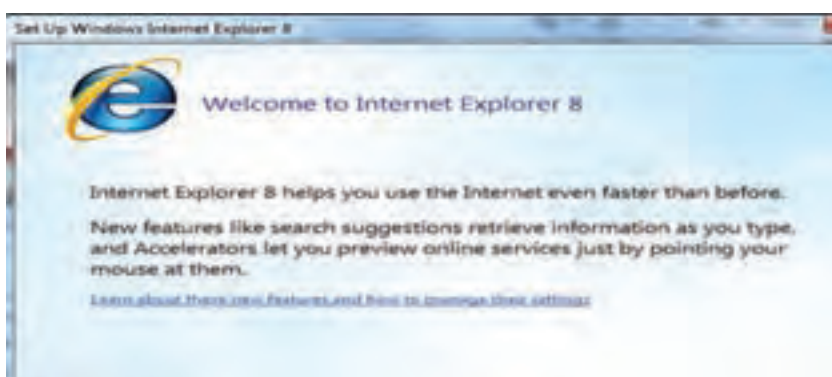 Set Up Windows Internet Explorer 8
Welcome to Internet Explorer 8
Internet Explorer 8 helps you use the Internet even faster than before.
New features like search suggestions retrieve information as you type,
and Accelerators let you preview online services just by pointing your
mouse at them.
Learn about these new features and how to manage their settings